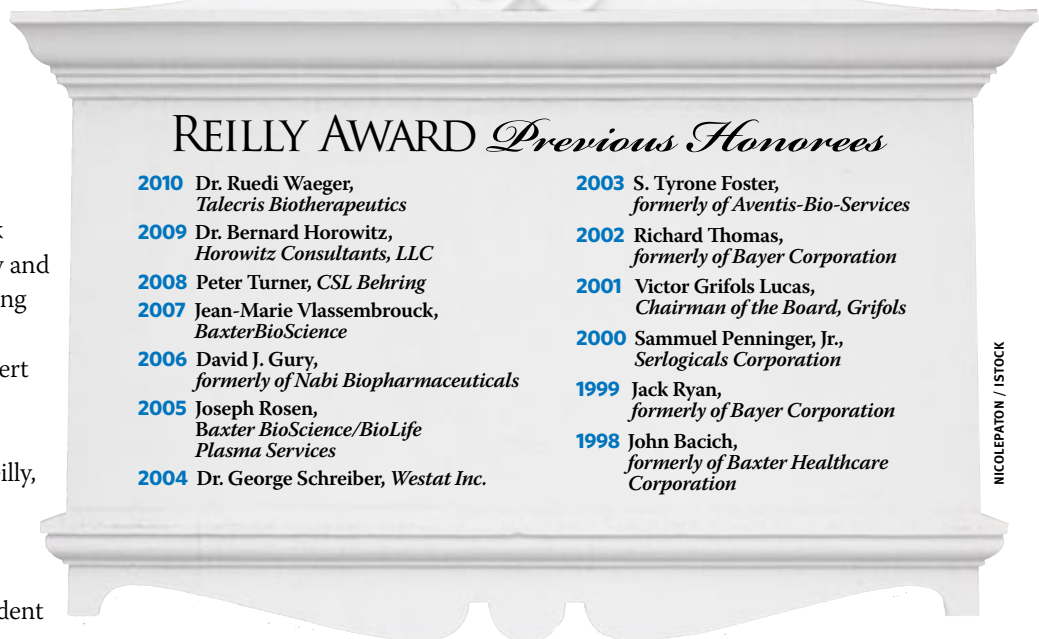 k
y and
ng
ert
illy,
dent
REILLY AWARD Previous Honorees
2010 Dr. Ruedi Waeger,
Talecris Biotherapeutics
2009 Dr. Bernard Horowitz,
Horowitz Consultants, LLC
2008 Peter Turner, CSL Behring
2007 Jean-Marie Vlassembrouck,
BaxterBioScience
2006 David J. Gury,
formerly of Nabi Biopharmaceuticals
2005 Joseph Rosen,
Baxter BioScience/BioLife
Plasma Services
2004 Dr. George Schreiber, Westat Inc.
2003 S. Tyrone Foster,
formerly of Aventis-Bio-Services
2002 Richard Thomas,
formerly of Bayer Corporation
2001 Victor Grifols Lucas,
Chairman of the Board, Grifols
2000 Sammuel Penninger, Jr.,
Serlogicals Corporation
1999 Jack Ryan,
formerly of Bayer Corporation
1998 John Bacich,
formerly of Baxter Healthcare
Corporation
NICOLEPATON / ISTOCK